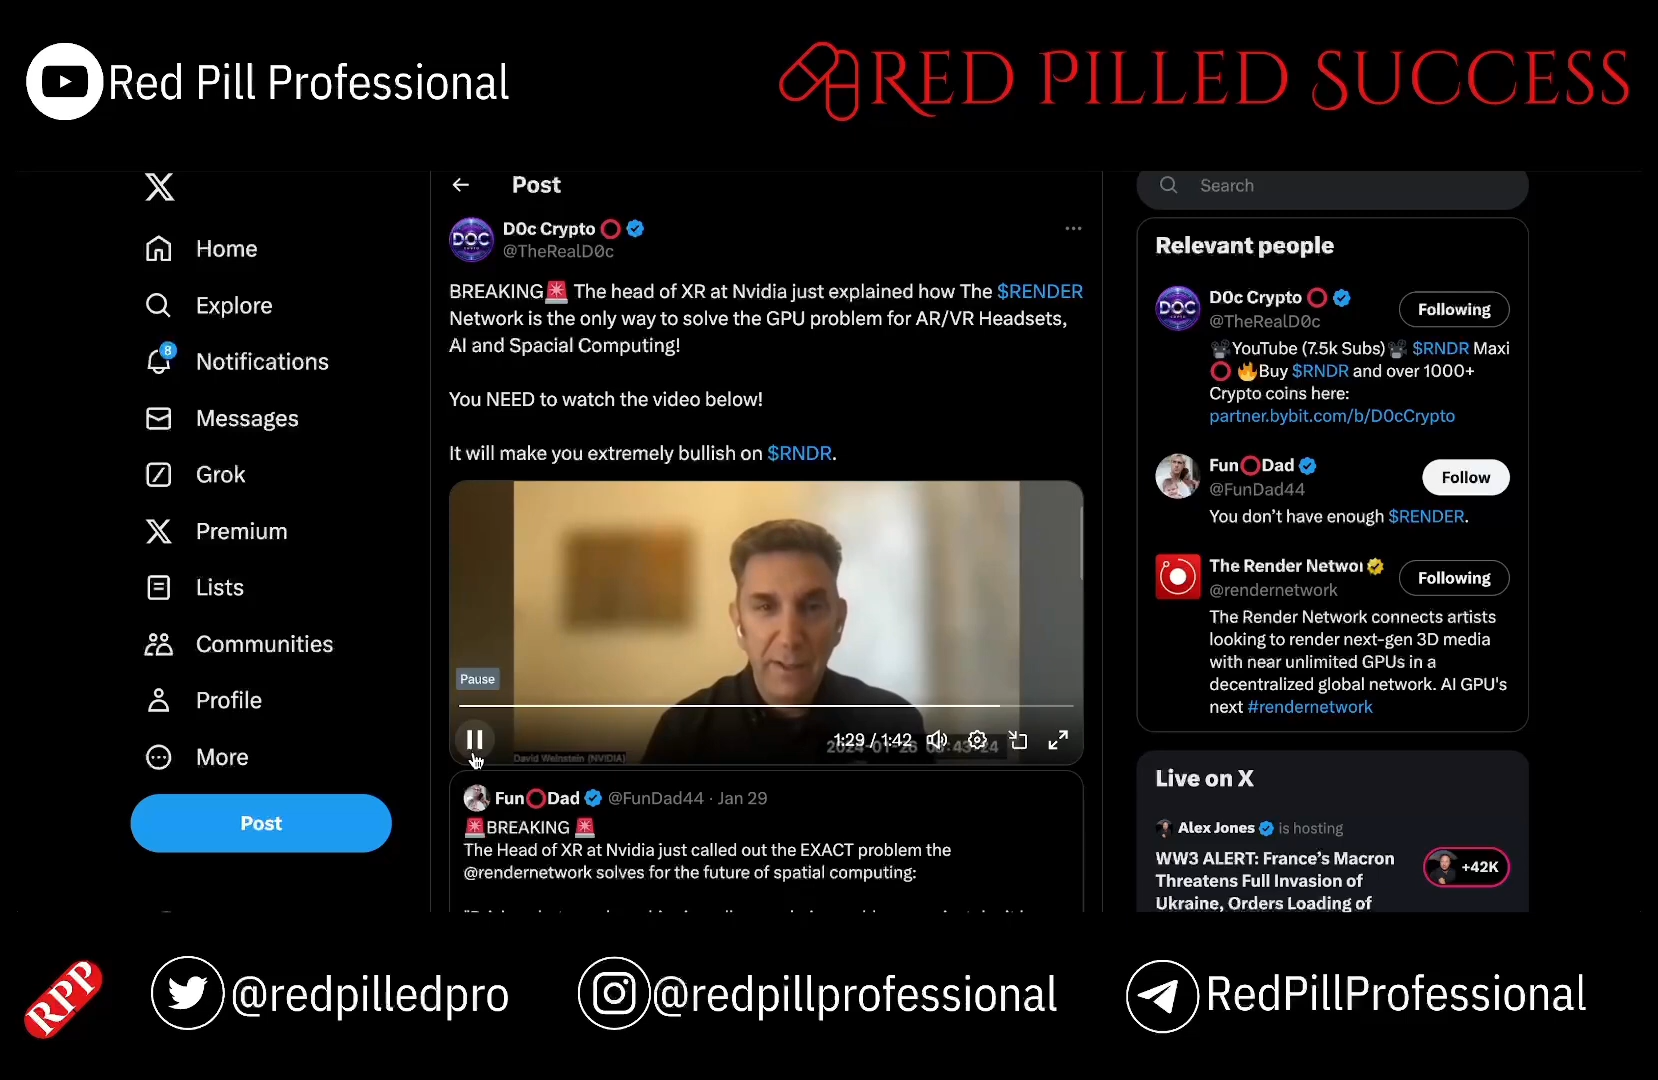 Red Pill Professional
RED PILLED SUCCESS
X
Home
Explore
8
Notifications
Messages
Grok
Premium
Lists
Communities
Profile
More
Post
Post
DOC
D0c Crypto ⭕
@TheRealD0c
BREAKING🚨 The head of XR at Nvidia just explained how The $RENDER
Network is the only way to solve the GPU problem for AR/VR Headsets,
AI and Spacial Computing!
You NEED to watch the video below!
It will make you extremely bullish on $RNDR.
Pause
1:29 / 1:42
David Weinstein (NVIDIA)
Fun⭕Dad @FunDad44 · Jan 29
🚨BREAKING 🚨
The Head of XR at Nvidia just called out the EXACT problem the
@rendernetwork solves for the future of spatial computing:
Search
Relevant people
DOC
D0c Crypto ⭕
@TheRealD0c
Following
📽️YouTube (7.5k Subs)📽️ $RNDR Maxi
⭕ 🔥Buy $RNDR and over 1000+
Crypto coins here:
partner.bybit.com/b/D0cCrypto
Fun⭕Dad
@FunDad44
Follow
You don't have enough $RENDER.
The Render Networ
@rendernetwork
Following
The Render Network connects artists
looking to render next-gen 3D media
with near unlimited GPUs in a
decentralized global network. AI GPU's
next #rendernetwork
Live on X
Alex Jones is hosting
WW3 ALERT: France's Macron
Threatens Full Invasion of
Ukraine, Orders Loading of
+42K
RPP
@redpilledpro
@redpillprofessional
RedPillProfessional